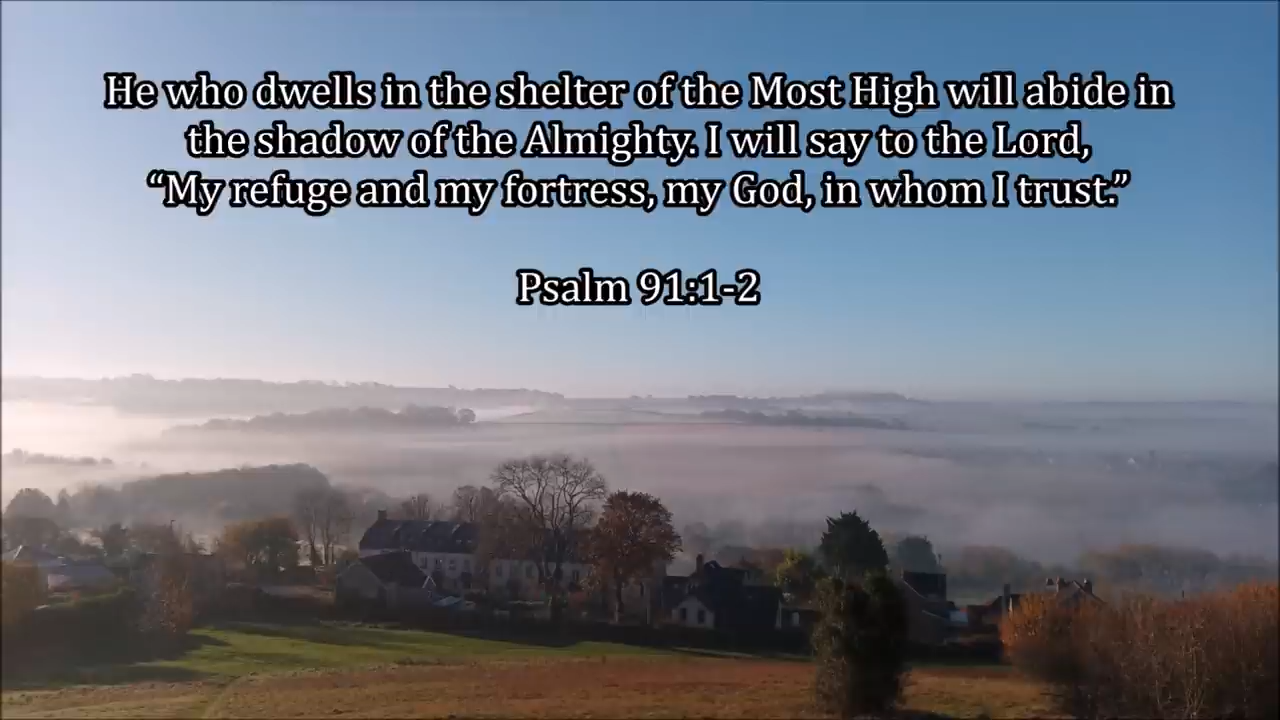 He who dwells in the shelter of the Most High will abide in
the shadow of the Almighty. I will say to the Lord,
“My refuge and my fortress, my God, in whom I trust.”
Psalm 91:1-2